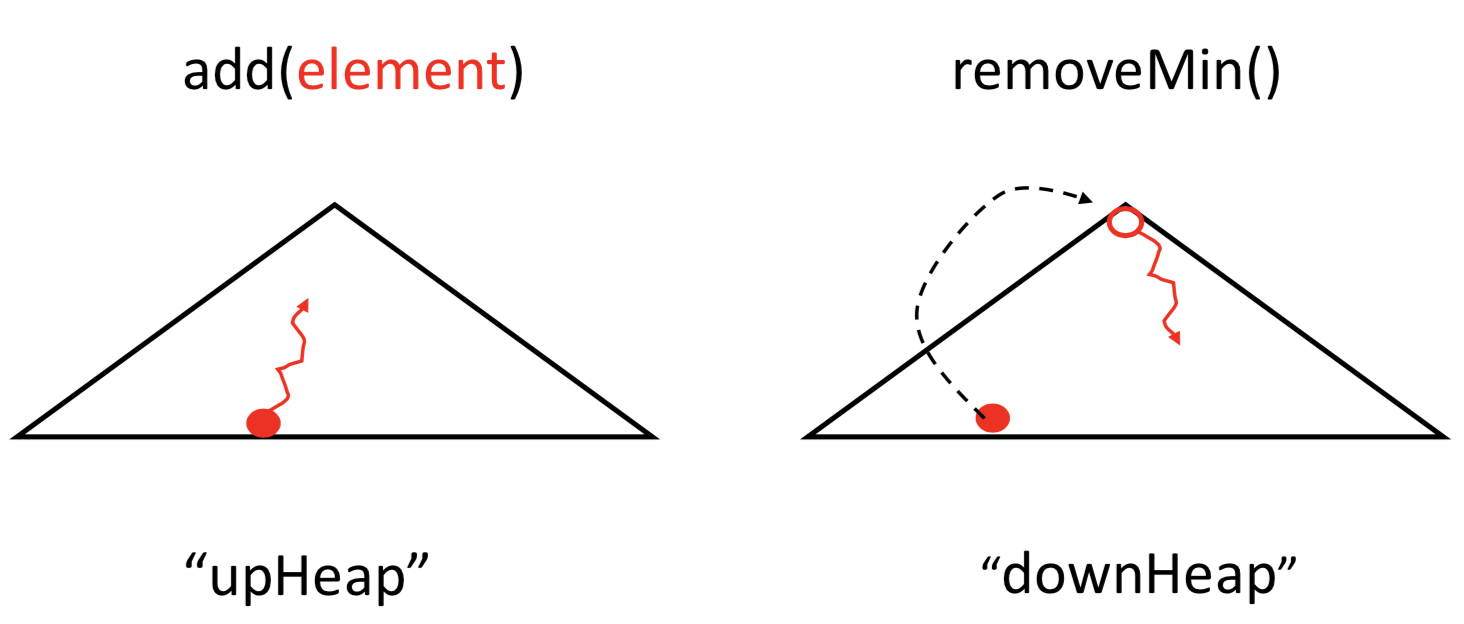 add(element)
removeMin()
“upHeap”
“downHeap”